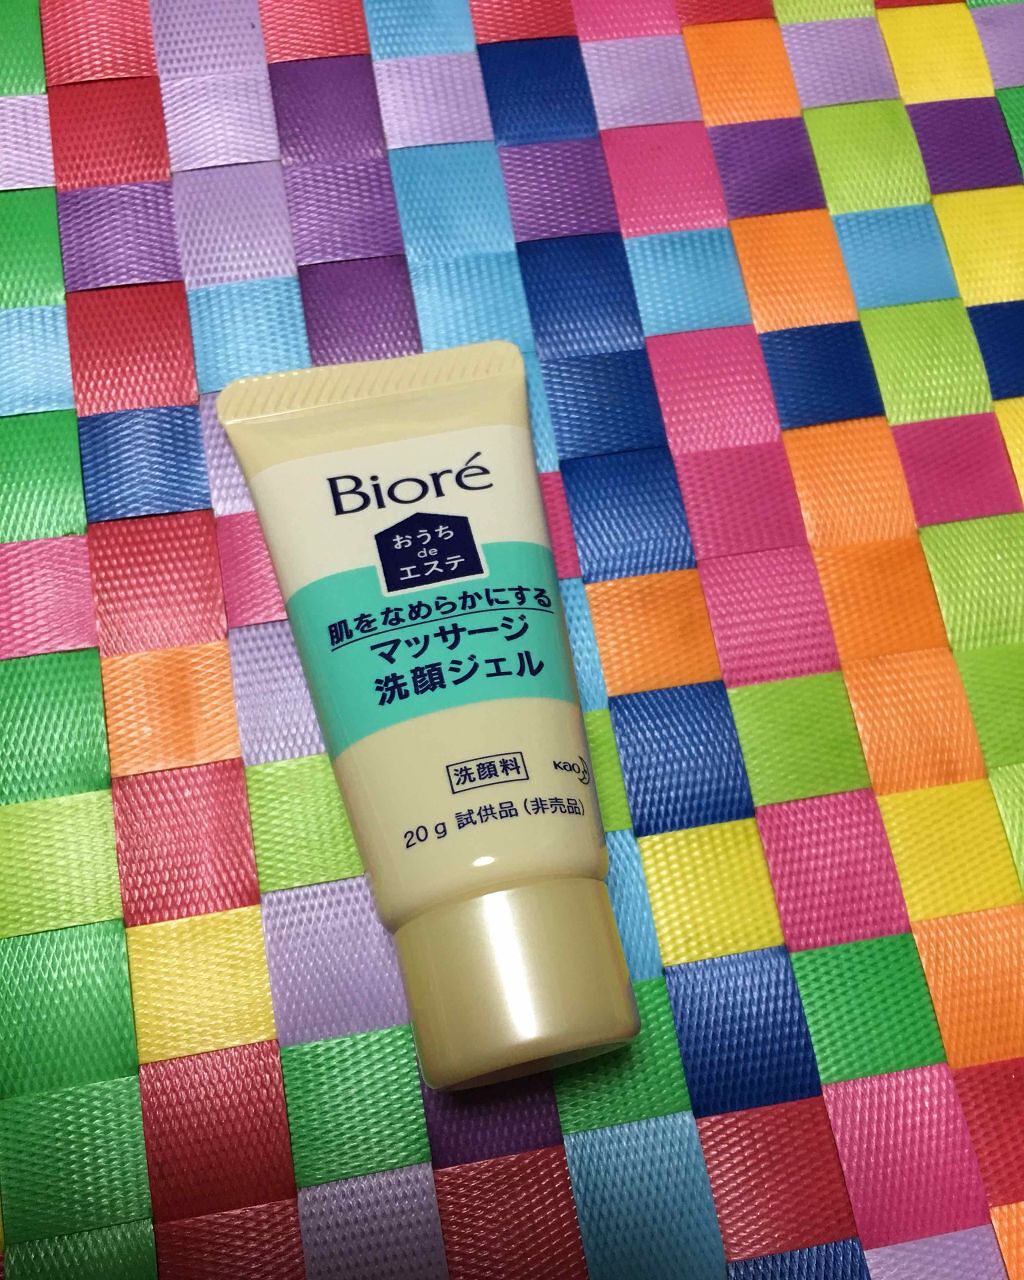 Bioré
おうち
de
エステ
肌をなめらかにする
マッサージ
洗顔ジェル
洗顔料
Kao
20g 試供品(非売品)